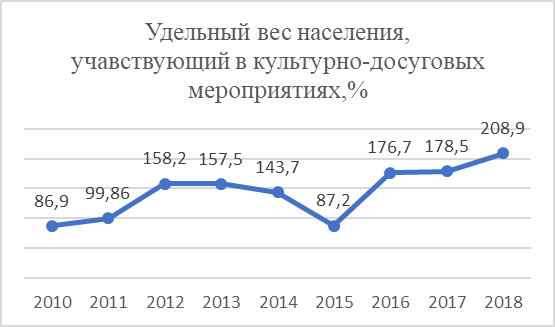 Удельный вес населения,
учавствующий в культурно-досуговых
мероприятиях,%
86,9 99,86 158,2 157,5 143,7 87,2 176,7 178,5 208,9
2010 2011 2012 2013 2014 2015 2016 2017 2018